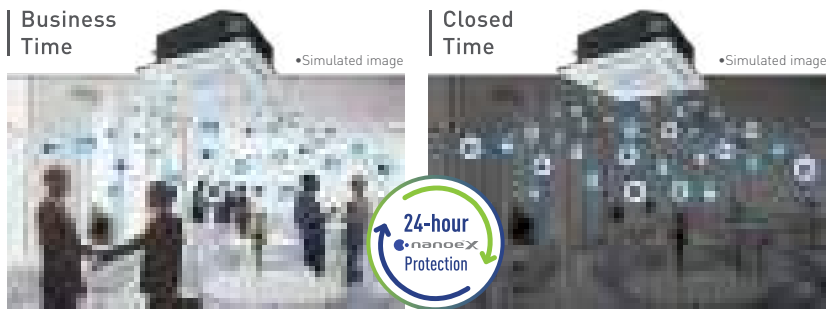 Business
Time
•Simulated image
Closed
Time
•Simulated image
24-hour
nanoeX
Protection